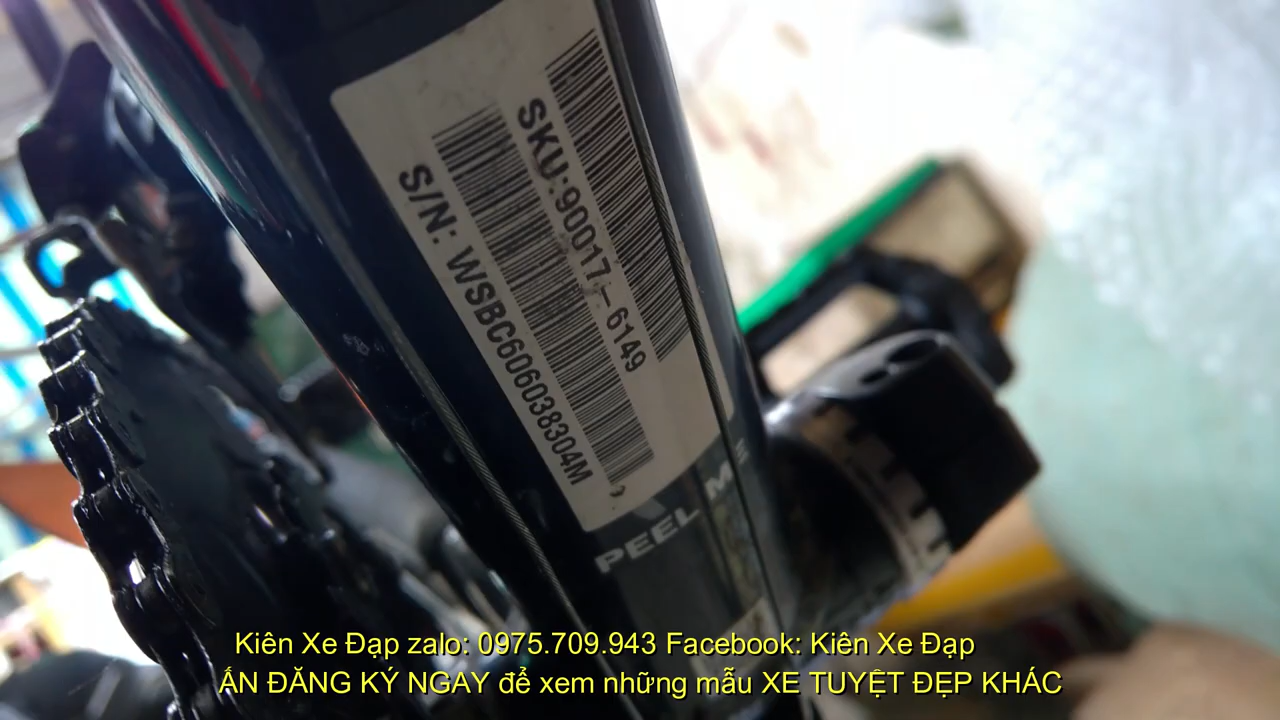 SKU:90017-6149
S/N: WSBC606038304M
PEEL ME
Kiên Xe Đạp zalo: 0975.709.943 Facebook: Kiên Xe Đạp
ẤN ĐĂNG KÝ NGAY để xem những mẫu XE TUYỆT ĐẸP KHÁC